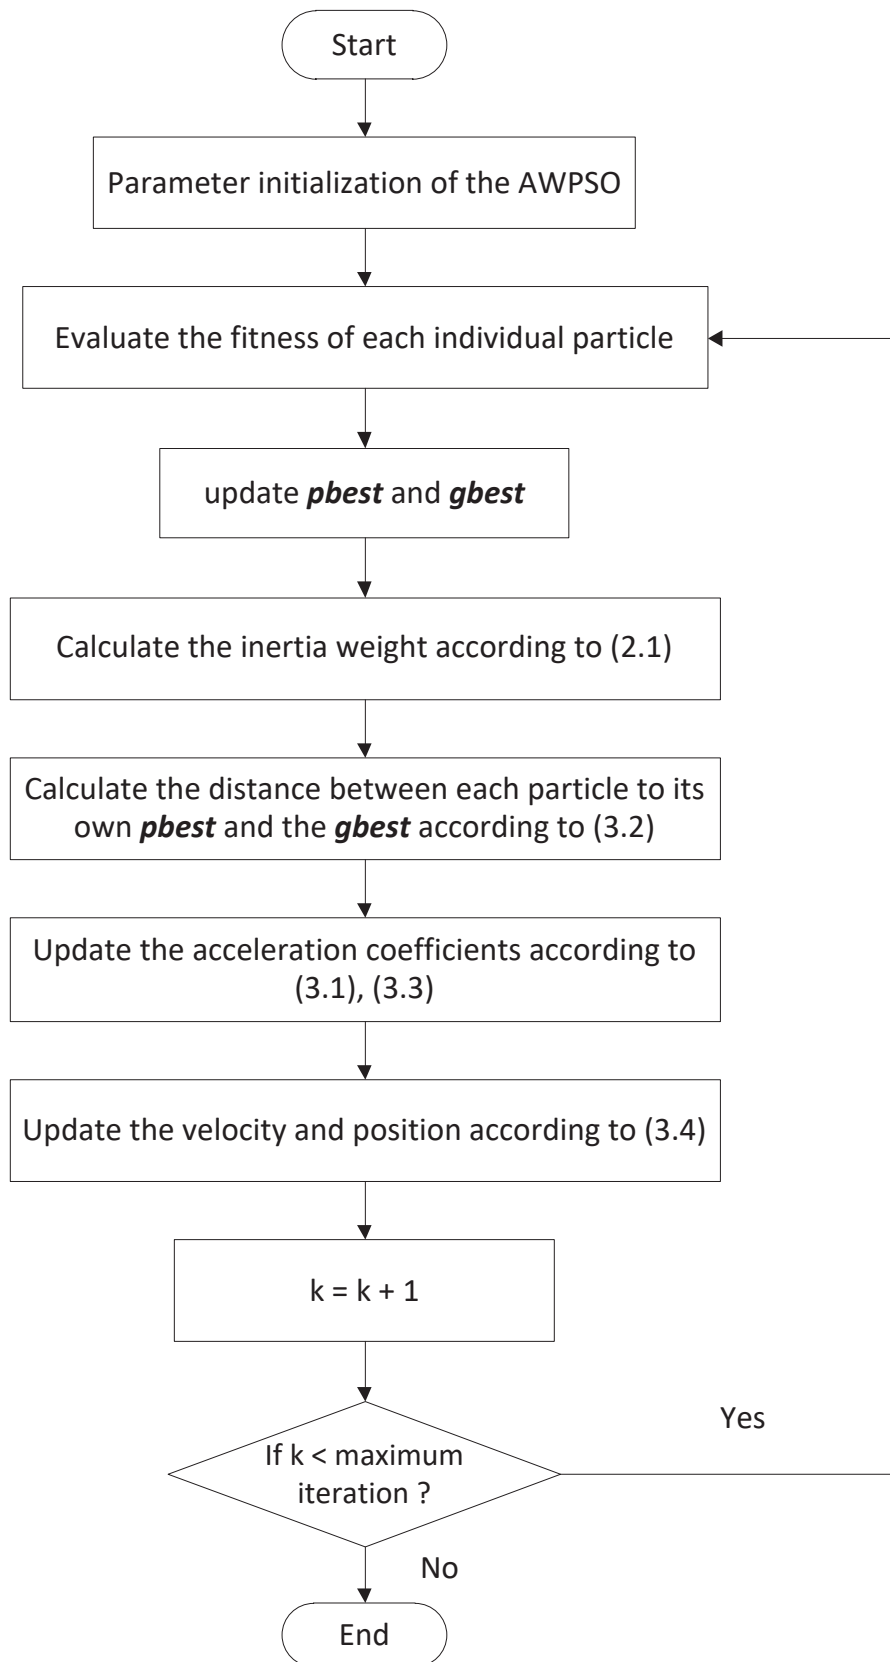 Start
Parameter initialization of the AWPSO
Evaluate the fitness of each individual particle
update pbest and gbest
Calculate the inertia weight according to (2.1)
Calculate the distance between each particle to its
own pbest and the gbest according to (3.2)
Update the acceleration coefficients according to
(3.1), (3.3)
Update the velocity and position according to (3.4)
k = k + 1
If k < maximum
iteration ?
Yes
No
End